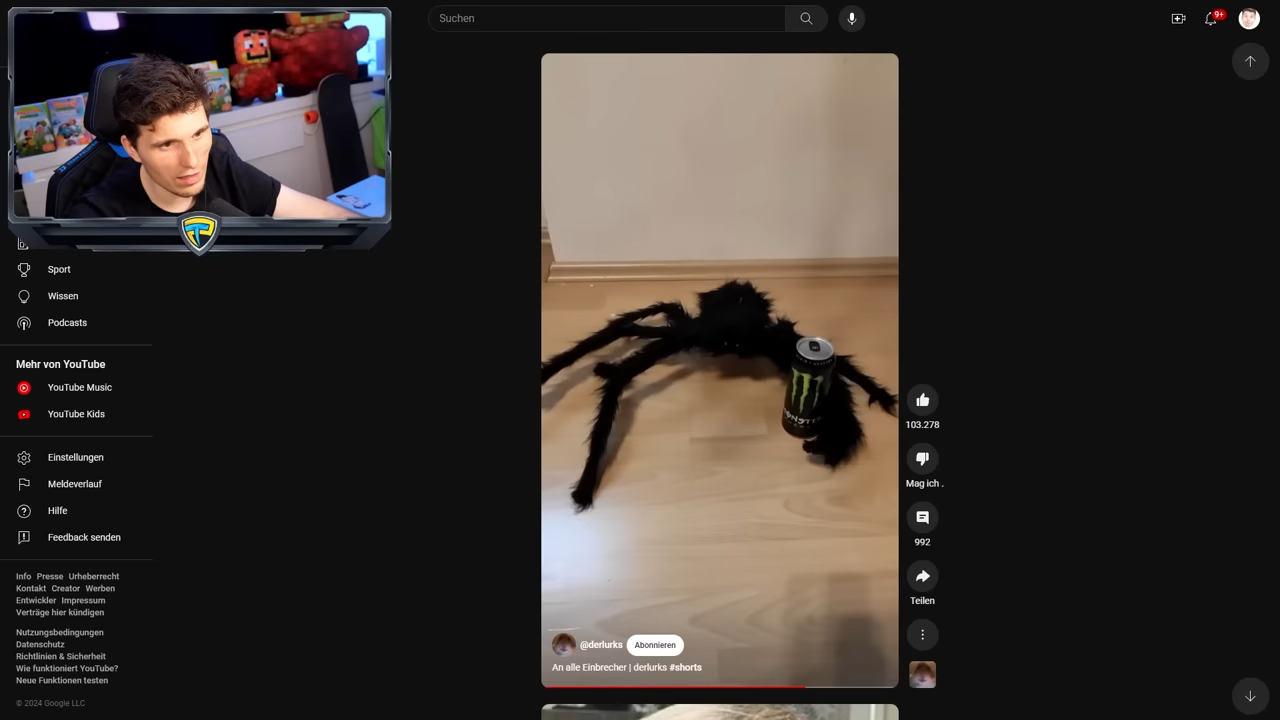 Suchen
9+
Sport
Wissen
Podcasts
Mehr von YouTube
YouTube Music
YouTube Kids
Einstellungen
Meldeverlauf
Hilfe
Feedback senden
Info Presse Urheberrecht
Kontakt Creator Werben
Entwickler Impressum
Verträge hier kündigen
Nutzungsbedingungen
Datenschutz
Richtlinien & Sicherheit
Wie funktioniert YouTube?
Neue Funktionen testen
© 2024 Google LLC
MONSTER
@derlurks Abonnieren
An alle Einbrecher | derlurks #shorts
103.278
Mag ich .
992
Teilen